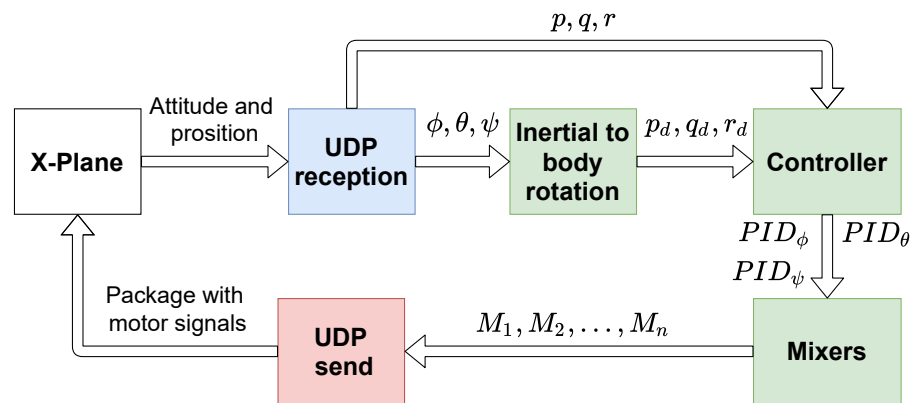 p, q, r
Attitude and
prosition
X-Plane
UDP
reception
ϕ, θ, ψ
Inertial to
body
rotation
p_d, q_d, r_d
Controller
PID_ϕ PID_θ
PID_ψ
Package with
motor signals
UDP
send
M_1, M_2, . . . , M_n
Mixers